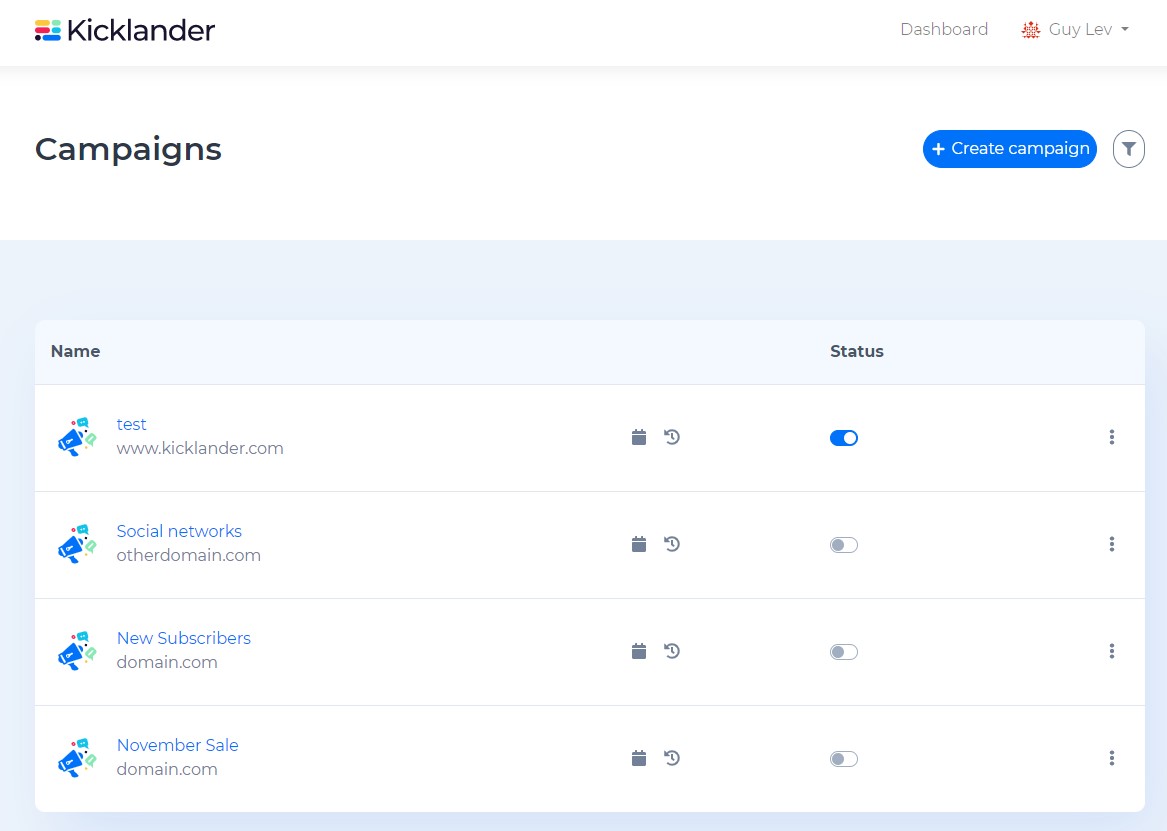 Kicklander
Dashboard
Guy Lev
Campaigns
Create campaign
Name
Status
test
www.kicklander.com
Social networks
otherdomain.com
New Subscribers
domain.com
November Sale
domain.com